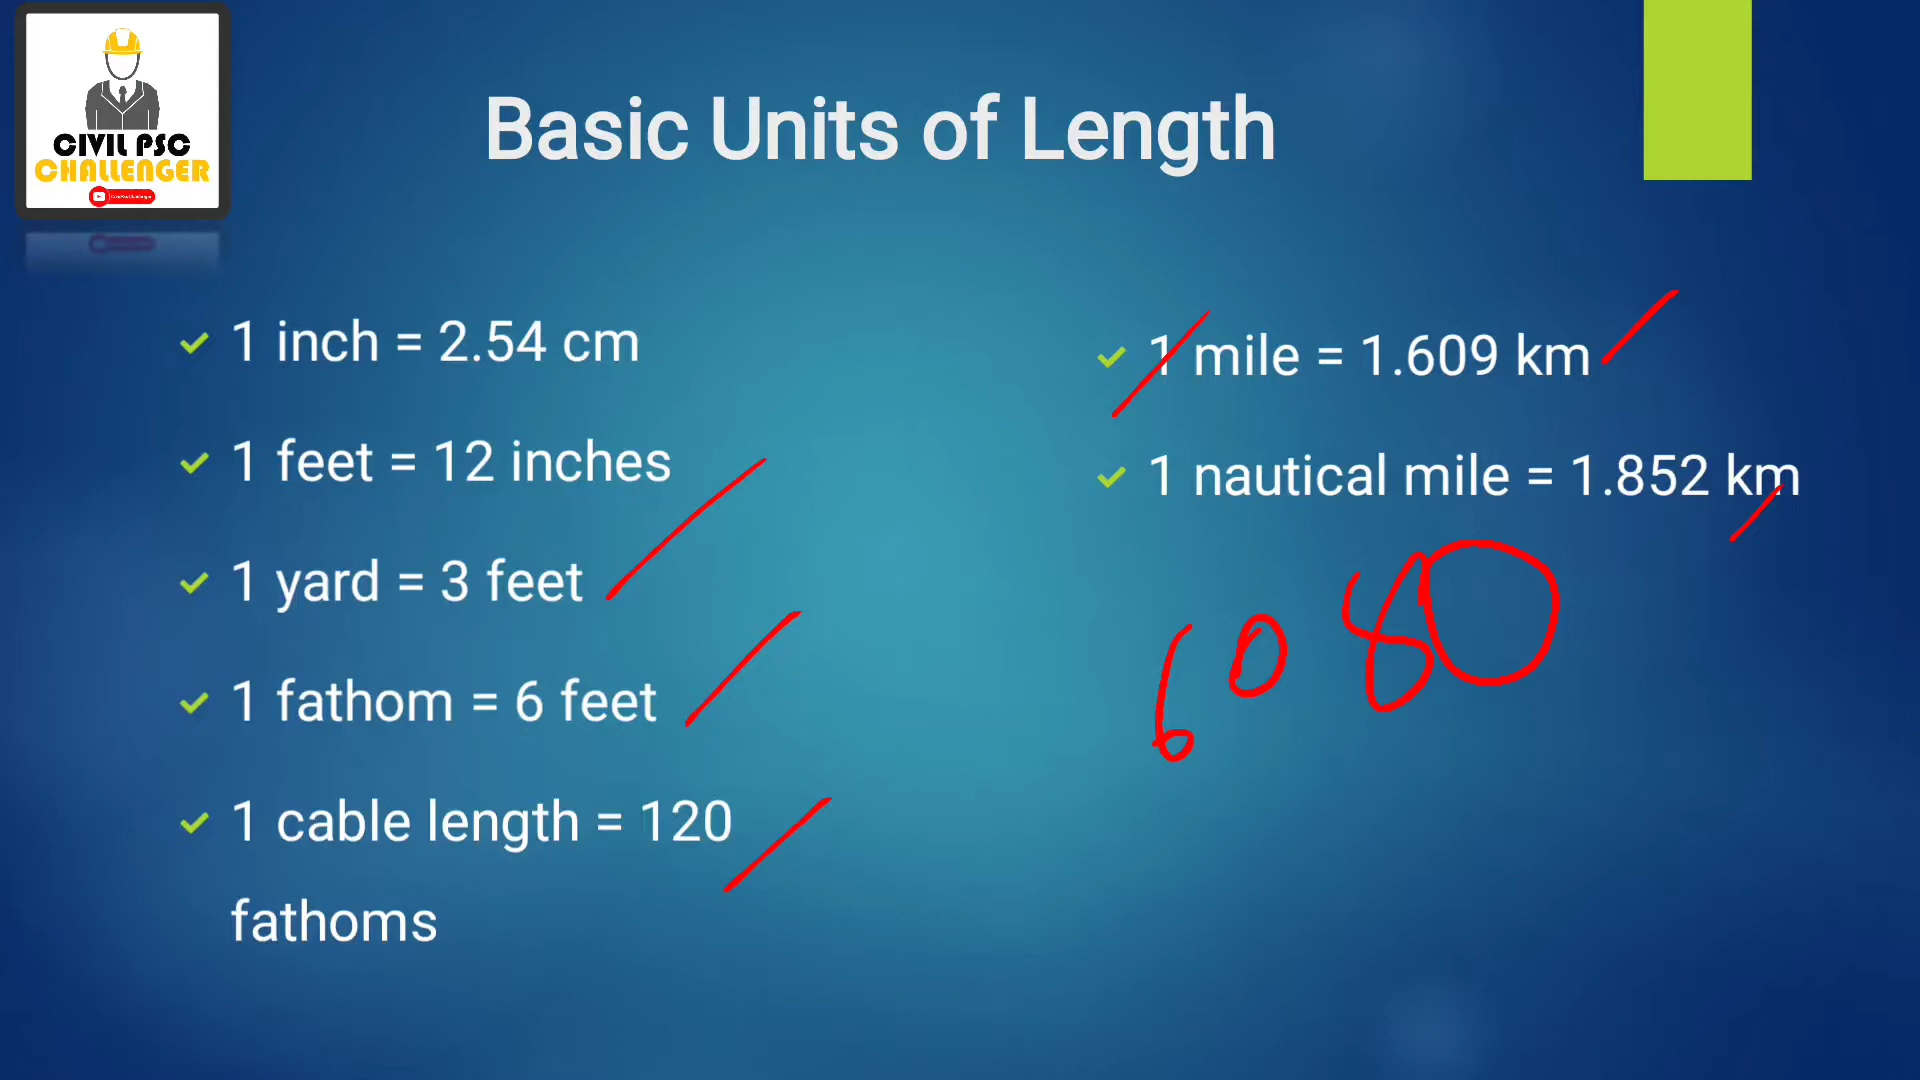 CIVIL PSC
CHALLENGER
Basic Units of Length
1 inch = 2.54 cm
1 feet = 12 inches
1 yard = 3 feet
1 fathom = 6 feet
1 cable length = 120
fathoms
1 mile = 1.609 km
1 nautical mile = 1.852 km
6080